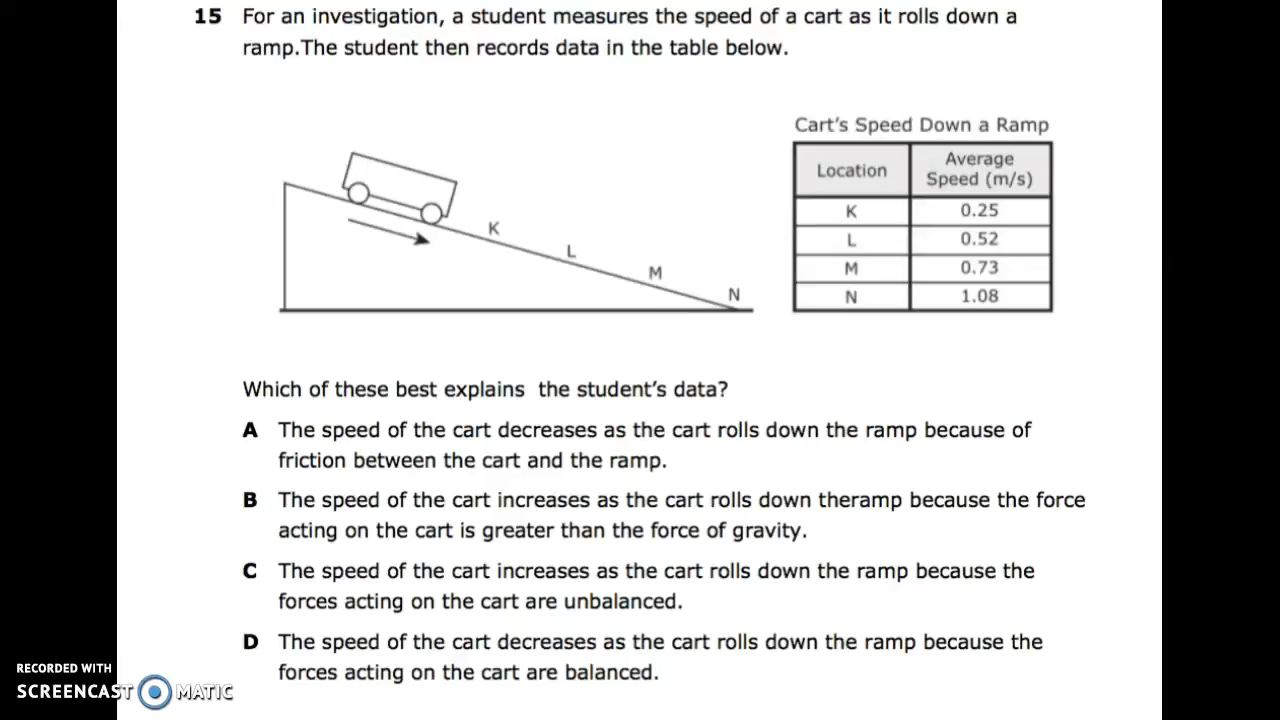 15 For an investigation, a student measures the speed of a cart as it rolls down a
ramp.The student then records data in the table below.
K
L
M
N
Cart's Speed Down a Ramp
Location Average Speed (m/s)
K 0.25
L 0.52
M 0.73
N 1.08
Which of these best explains the student's data?
A The speed of the cart decreases as the cart rolls down the ramp because of
friction between the cart and the ramp.
B The speed of the cart increases as the cart rolls down theramp because the force
acting on the cart is greater than the force of gravity.
C The speed of the cart increases as the cart rolls down the ramp because the
forces acting on the cart are unbalanced.
D The speed of the cart decreases as the cart rolls down the ramp because the
forces acting on the cart are balanced.
RECORDED WITH
SCREENCAST MATIC